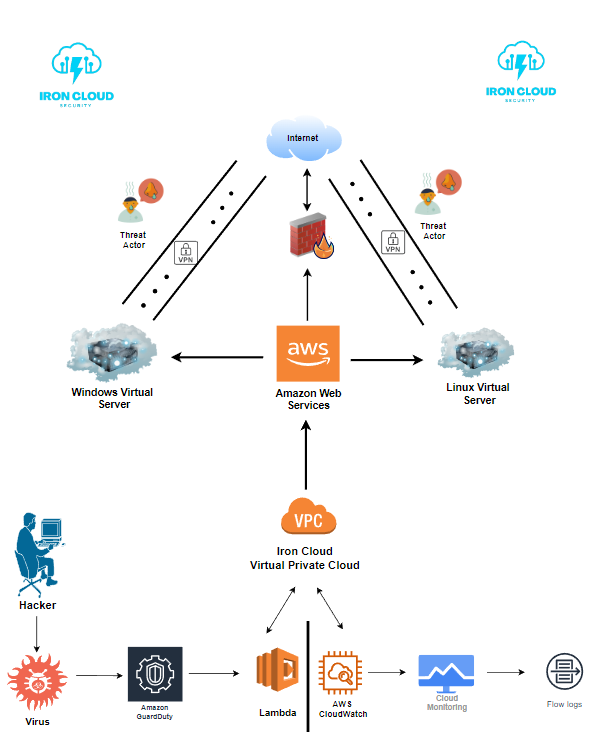 IRON CLOUD
SECURITY
IRON CLOUD
SECURITY
Internet
Threat
Actor
Threat
Actor
VPN
VPN
aws
Windows Virtual
Server
Amazon Web
Services
Linux Virtual
Server
VPC
Iron Cloud
Virtual Private Cloud
Hacker
Virus
Amazon
GuardDuty
Lambda
AWS
CloudWatch
Cloud
Monitoring
Flow logs